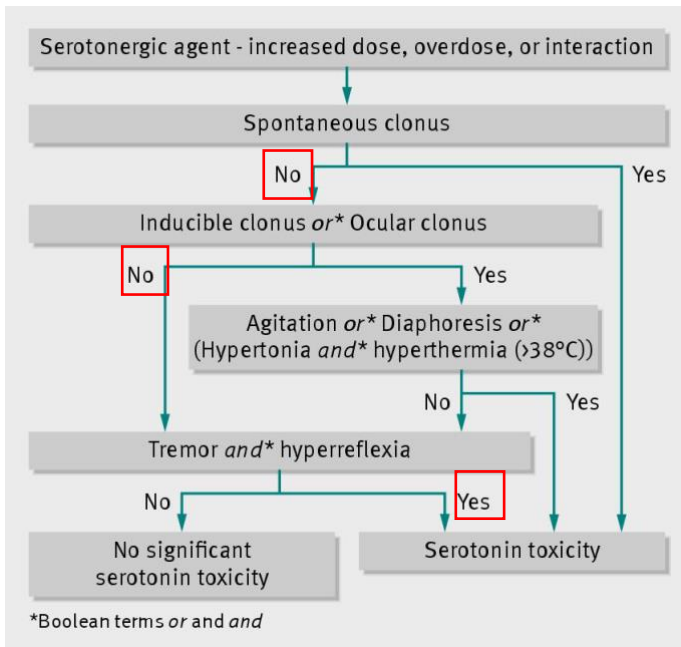 Serotonergic agent - increased dose, overdose, or interaction
Spontaneous clonus
No
Yes
Inducible clonus or* Ocular clonus
No
Yes
Agitation or* Diaphoresis or*
(Hypertonia and* hyperthermia (>38°C))
No
Yes
Tremor and* hyperreflexia
No
Yes
No significant
serotonin toxicity
Serotonin toxicity
*Boolean terms or and and